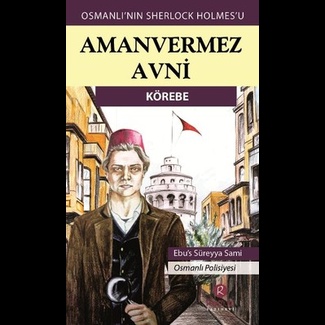 OSMANLI'NIN SHERLOCK HOLMES'U
AMANVERMEZ
AVNİ
KÖREBE
Ebu's Süreyya Sami
Osmanlı Polisiyesi
R